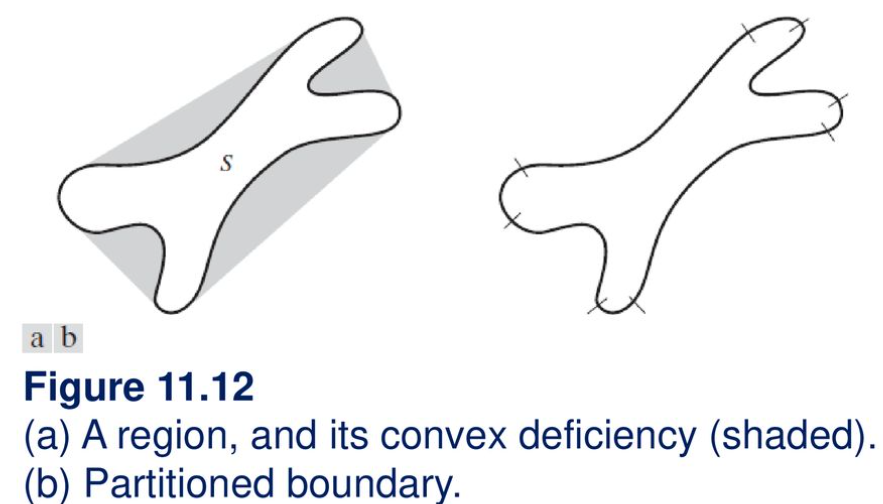 S
a b
Figure 11.12
(a) A region, and its convex deficiency (shaded).
(b) Partitioned boundary.